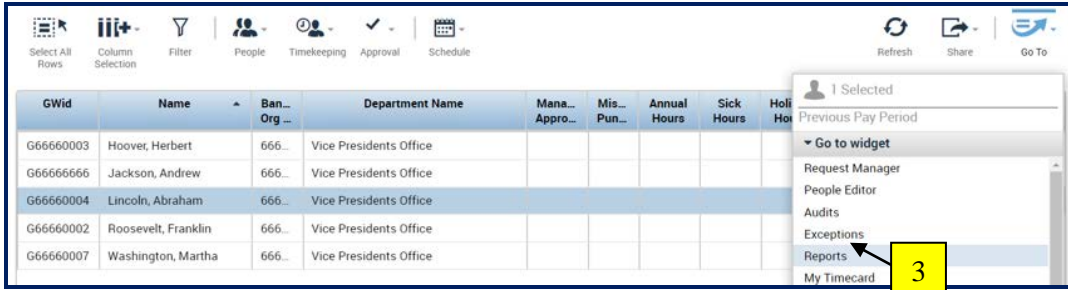 Select All Rows
Column Selection
Filter
People
Timekeeping
Approval
Schedule
Refresh
Share
Go To
GWid Name Ban... Org ... Department Name Mana... Appro... Mis... Pun... Annual Hours Sick Hours Holi Hou
G66660003 Hoover, Herbert 666... Vice Presidents Office
G66666666 Jackson, Andrew 666... Vice Presidents Office
G66660004 Lincoln, Abraham 666... Vice Presidents Office
G66660002 Roosevelt, Franklin 666... Vice Presidents Office
G66660007 Washington, Martha 666... Vice Presidents Office
1 Selected
Previous Pay Period
Go to widget
Request Manager
People Editor
Audits
Exceptions
Reports
My Timecard
3